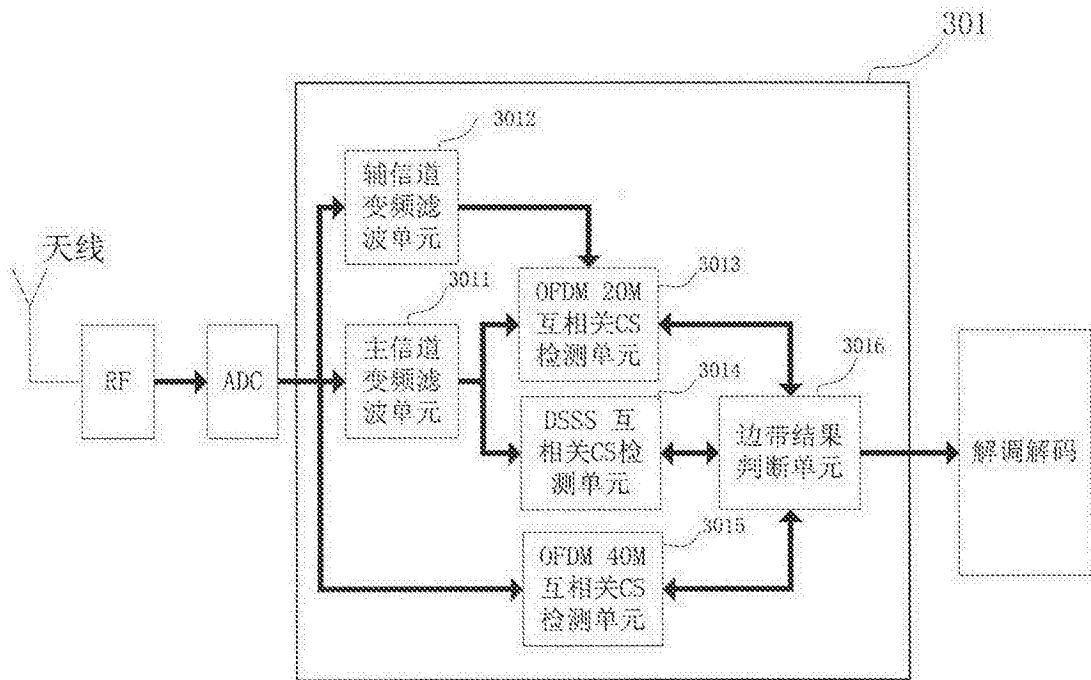 301
3012
辅信道
变频滤
波单元
天线
3011
主信道
变频滤
波单元
3013
OFDM 20M
互相关CS
检测单元
RF
ADC
3014
DSSS 互
相关CS检
测单元
3016
边带结果
判断单元
解调解码
3015
OFDM 40M
互相关CS
检测单元